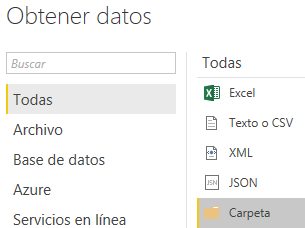 Obtener datos
Buscar
Todas
Archivo
Base de datos
Azure
Servicios en línea
Todas
Excel
Texto o CSV
XML
JSON
Carpeta